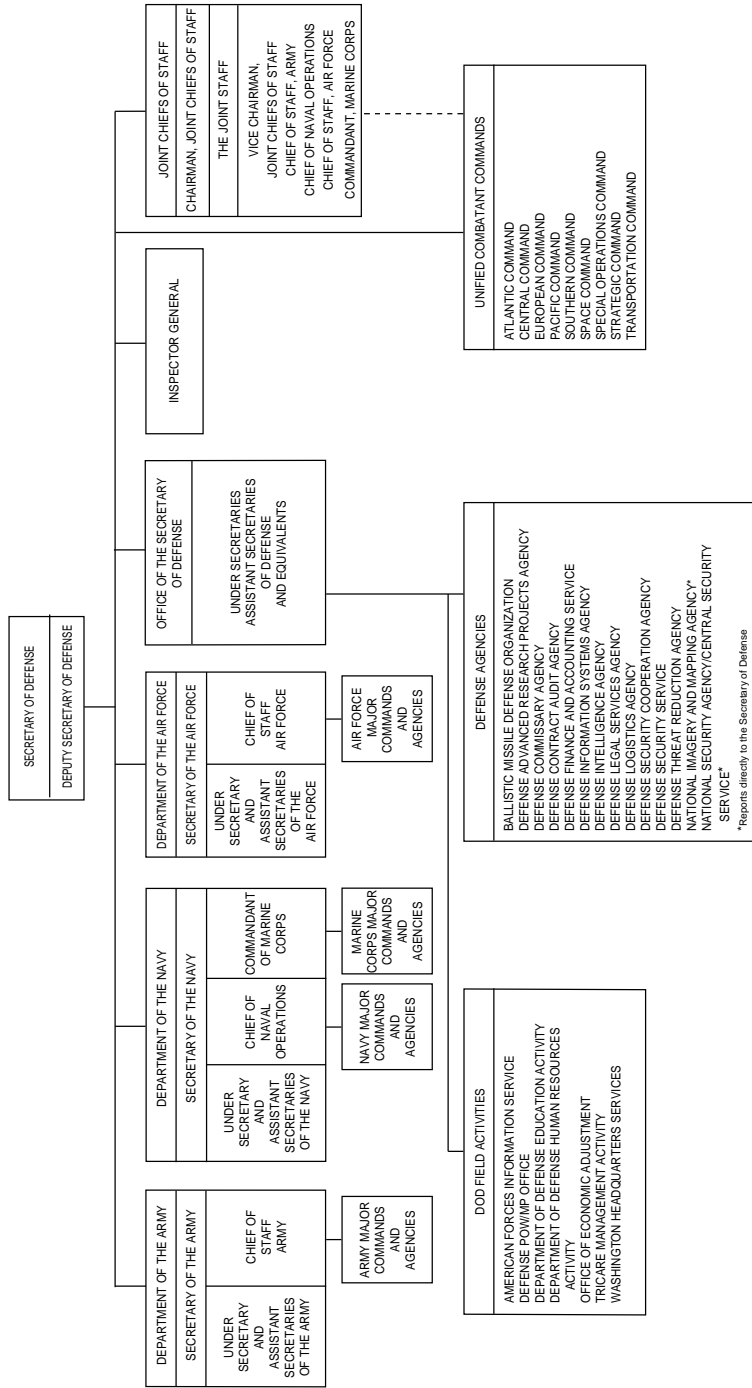 SECRETARY OF DEFENSE
DEPUTY SECRETARY OF DEFENSE
DEPARTMENT OF THE ARMY
SECRETARY OF THE ARMY
UNDER
SECRETARY
AND
ASSISTANT
SECRETARIES
OF THE ARMY
CHIEF OF
STAFF
ARMY
ARMY MAJOR
COMMANDS
AND
AGENCIES
DEPARTMENT OF THE NAVY
SECRETARY OF THE NAVY
UNDER
SECRETARY
AND
ASSISTANT
SECRETARIES
OF THE NAVY
CHIEF OF
NAVAL
OPERATIONS
COMMANDANT
OF MARINE
CORPS
NAVY MAJOR
COMMANDS
AND
AGENCIES
MARINE
CORPS MAJOR
COMMANDS
AND
AGENCIES
DEPARTMENT OF THE AIR FORCE
SECRETARY OF THE AIR FORCE
UNDER
SECRETARY
AND
ASSISTANT
SECRETARIES
OF THE
AIR FORCE
CHIEF OF
STAFF
AIR FORCE
AIR FORCE
MAJOR
COMMANDS
AND
AGENCIES
OFFICE OF THE SECRETARY
OF DEFENSE
UNDER SECRETARIES
ASSISTANT SECRETARIES
OF DEFENSE
AND EQUIVALENTS
INSPECTOR GENERAL
JOINT CHIEFS OF STAFF
CHAIRMAN, JOINT CHIEFS OF STAFF
THE JOINT STAFF
VICE CHAIRMAN,
JOINT CHIEFS OF STAFF
CHIEF OF STAFF, ARMY
CHIEF OF NAVAL OPERATIONS
CHIEF OF STAFF, AIR FORCE
COMMANDANT, MARINE CORPS
DOD FIELD ACTIVITIES
AMERICAN FORCES INFORMATION SERVICE
DEFENSE POW/MP OFFICE
DEPARTMENT OF DEFENSE EDUCATION ACTIVITY
DEPARTMENT OF DEFENSE HUMAN RESOURCES
ACTIVITY
OFFICE OF ECONOMIC ADJUSTMENT
TRICARE MANAGEMENT ACTIVITY
WASHINGTON HEADQUARTERS SERVICES
DEFENSE AGENCIES
BALLISTIC MISSILE DEFENSE ORGANIZATION
DEFENSE ADVANCED RESEARCH PROJECTS AGENCY
DEFENSE COMMISSARY AGENCY
DEFENSE CONTRACT AUDIT AGENCY
DEFENSE FINANCE AND ACCOUNTING SERVICE
DEFENSE INFORMATION SYSTEMS AGENCY
DEFENSE INTELLIGENCE AGENCY
DEFENSE LEGAL SERVICES AGENCY
DEFENSE LOGISTICS AGENCY
DEFENSE SECURITY COOPERATION AGENCY
DEFENSE SECURITY SERVICE
DEFENSE THREAT REDUCTION AGENCY
NATIONAL IMAGERY AND MAPPING AGENCY*
NATIONAL SECURITY AGENCY/CENTRAL SECURITY
SERVICE*
*Reports directly to the Secretary of Defense
UNIFIED COMBATANT COMMANDS
ATLANTIC COMMAND
CENTRAL COMMAND
EUROPEAN COMMAND
PACIFIC COMMAND
SOUTHERN COMMAND
SPACE COMMAND
SPECIAL OPERATIONS COMMAND
STRATEGIC COMMAND
TRANSPORTATION COMMAND